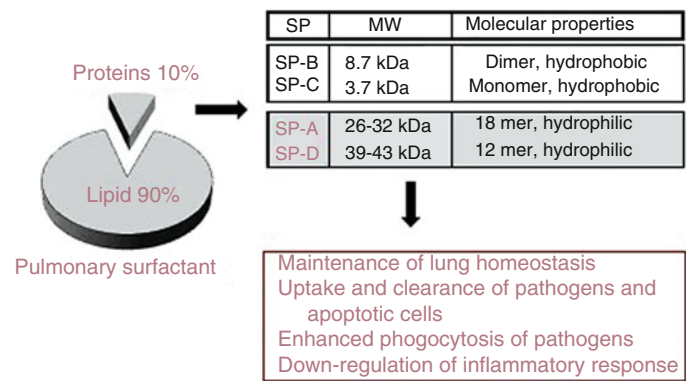 SP MW Molecular properties
Proteins 10%
SP-B 8.7 kDa Dimer, hydrophobic
SP-C 3.7 kDa Monomer, hydrophobic
SP-A 26-32 kDa 18 mer, hydrophilic
SP-D 39-43 kDa 12 mer, hydrophilic
Lipid 90%
Pulmonary surfactant
Maintenance of lung homeostasis
Uptake and clearance of pathogens and
apoptotic cells
Enhanced phogocytosis of pathogens
Down-regulation of inflammatory response